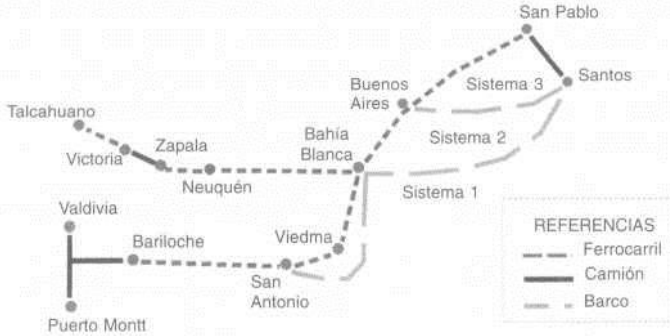 San Pablo
Buenos
Aires
Sistema 3
Santos
Talcahuano
Bahía
Blanca
Sistema 2
Victoria
Zapala
Neuquén
Sistema 1
Valdivia
Bariloche
Viedma
San
Antonio
Puerto Montt
REFERENCIAS
Ferrocarril
Camión
Barco